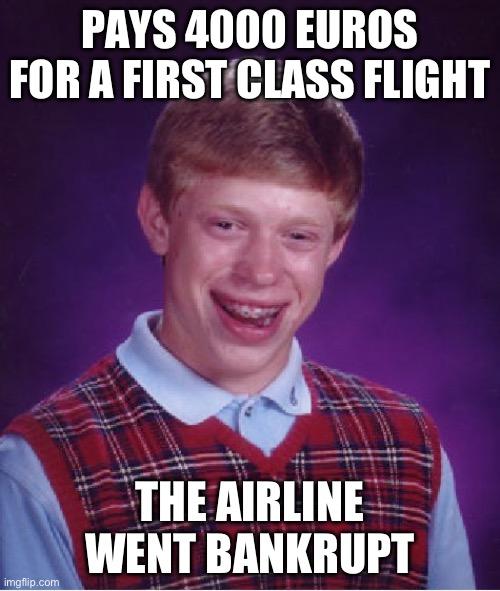 PAYS 4000 EUROS
FOR A FIRST CLASS FLIGHT
THE AIRLINE
WENT BANKRUPT
imgflip.com